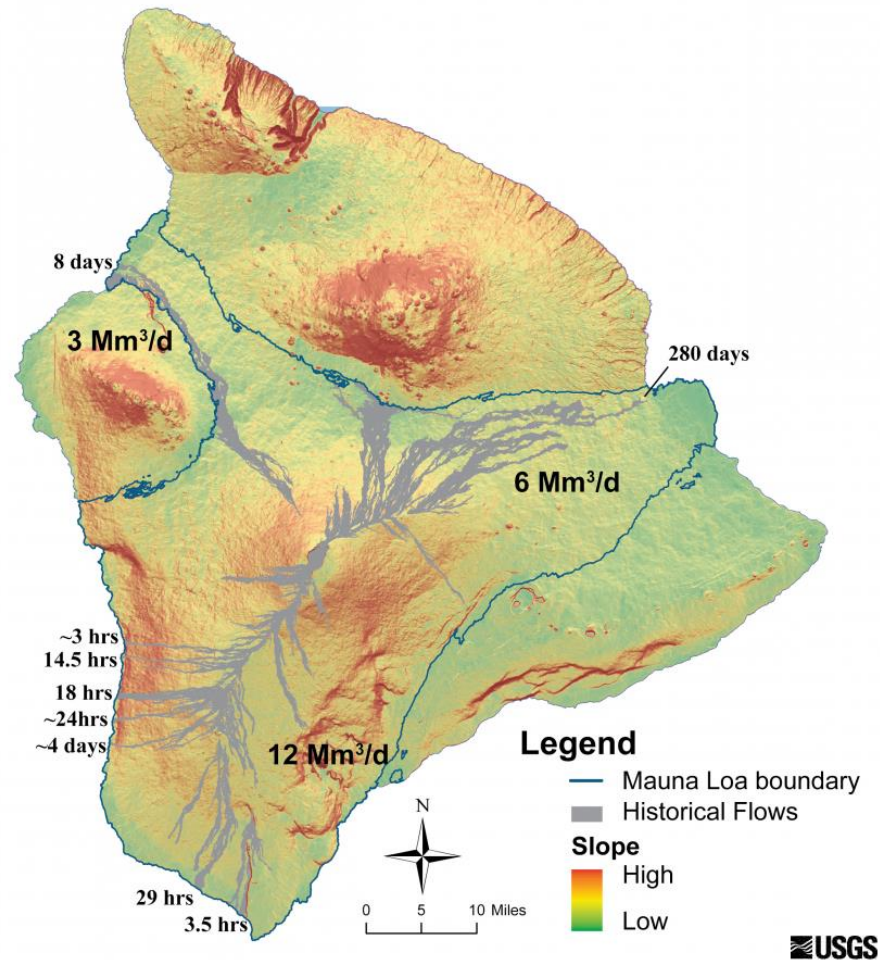 8 days
3 Mm³/d
280 days
6 Mm³/d
~3 hrs
14.5 hrs
18 hrs
~24hrs
~4 days
12 Mm³/d
Legend
Mauna Loa boundary
Historical Flows
Slope
High
Low
N
29 hrs
3.5 hrs
0 5 10 Miles
USGS